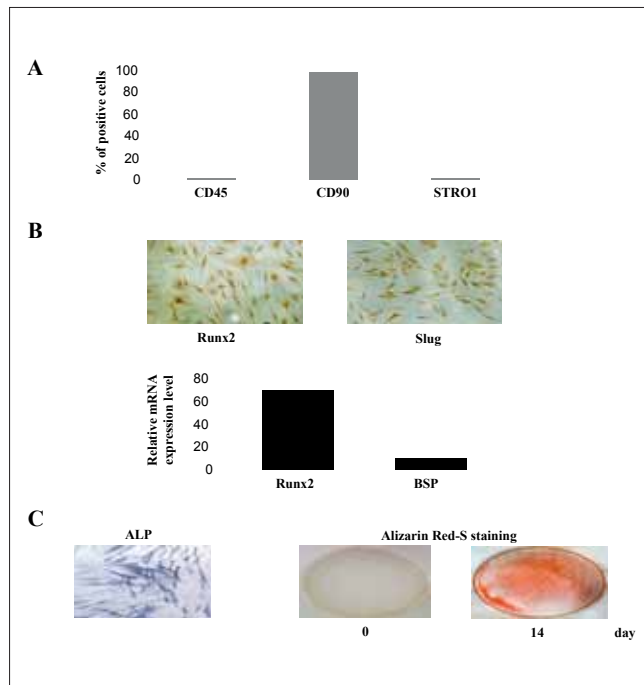 A
% of positive cells
100
80
60
40
20
0
CD45 CD90 STRO1
B
Runx2 Slug
Relative mRNA
expression level
80
60
40
20
0
Runx2 BSP
C
ALP Alizarin Red-S staining
0 14 day